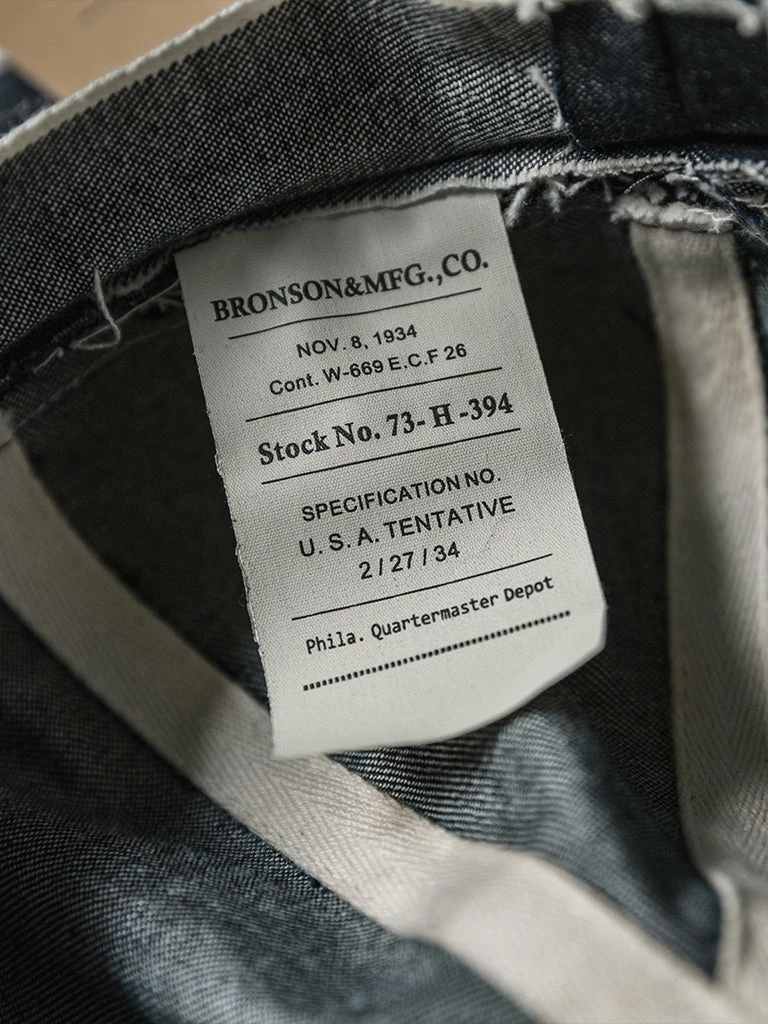 BRONSON&MFG.,CO.
NOV. 8, 1934
Cont. W-669 E.C.F 26
Stock No. 73- H -394
SPECIFICATION NO.
U. S. A. TENTATIVE
2 / 27 / 34
Phila. Quartermaster Depot